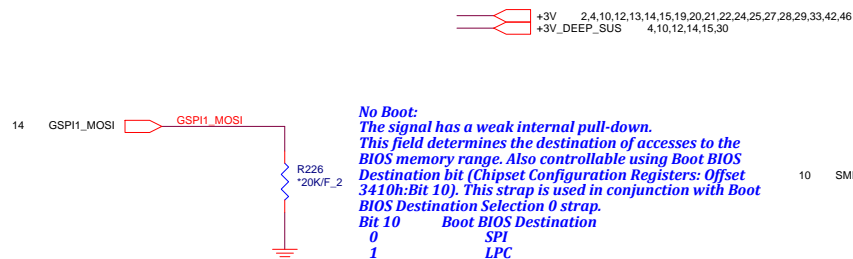 +3V 2,4,10,12,13,14,15,19,20,21,22,24,25,27,28,29,33,42,46
+3V_DEEP_SUS 4,10,12,14,15,30
14 GSPI1_MOSI GSPI1_MOSI
R226
*20K/F_2
No Boot:
The signal has a weak internal pull-down.
This field determines the destination of accesses to the
BIOS memory range. Also controllable using Boot BIOS
Destination bit (Chipset Configuration Registers: Offset
3410h:Bit 10). This strap is used in conjunction with Boot
BIOS Destination Selection 0 strap.
Bit 10 Boot BIOS Destination
0 SPI
1 LPC
10